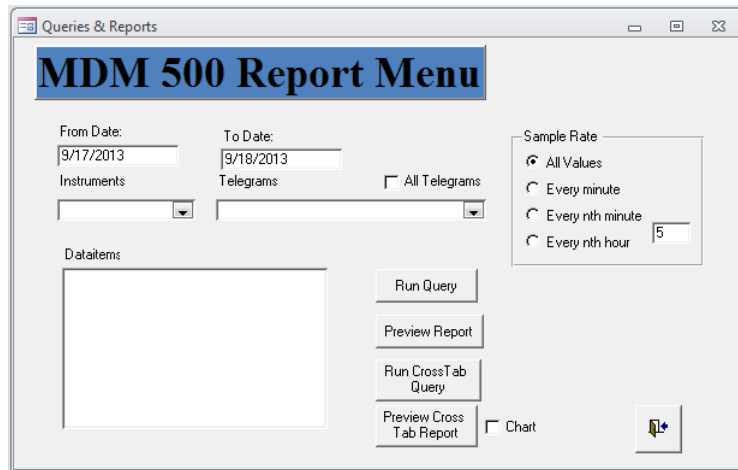 Queries & Reports
MDM 500 Report Menu
From Date:
To Date:
9/17/2013
9/18/2013
Instruments
Telegrams
All Telegrams
Sample Rate
All Values
Every minute
Every nth minute
Every nth hour
5
Dataitems
Run Query
Preview Report
Run CrossTab
Query
Preview Cross
Tab Report
Chart